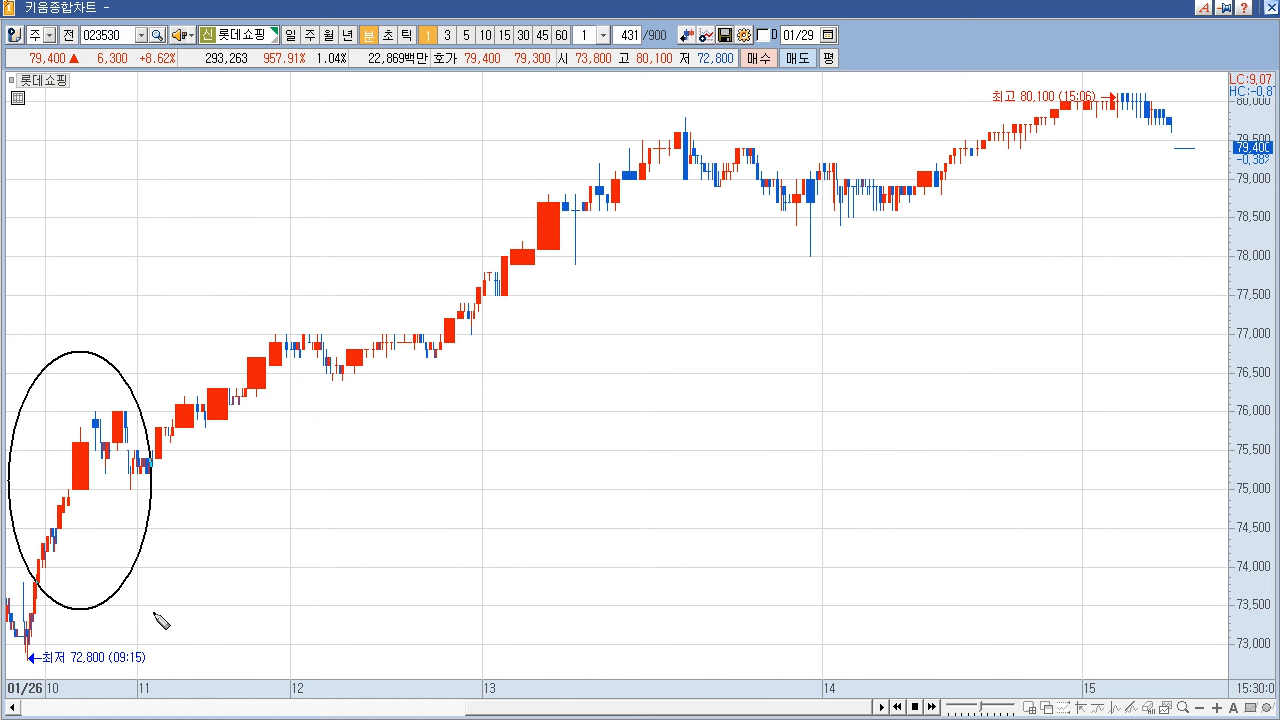 키움종합차트 -
주 전 023530 신 롯데쇼핑 일 주 월 년 분 초 틱 1 3 5 10 15 30 45 60 1 431 /900 D 01/29
79,400 ▲ 6,300 +8.62% 293,263 957.91% 1.04% 22,869백만 호가 79,400 79,300 시 73,800 고 80,100 저 72,800 매수 매도 평
롯데쇼핑
LC:9,07
HC:-0,8
최고 80,100 (15:06)
80,000
79,500
79,400
-0,38%
79,000
78,500
78,000
77,500
77,000
76,500
76,000
75,500
75,000
74,500
74,000
73,500
73,000
최저 72,800 (09:15)
01/26 10 11 12 13 14 15 15:30:0